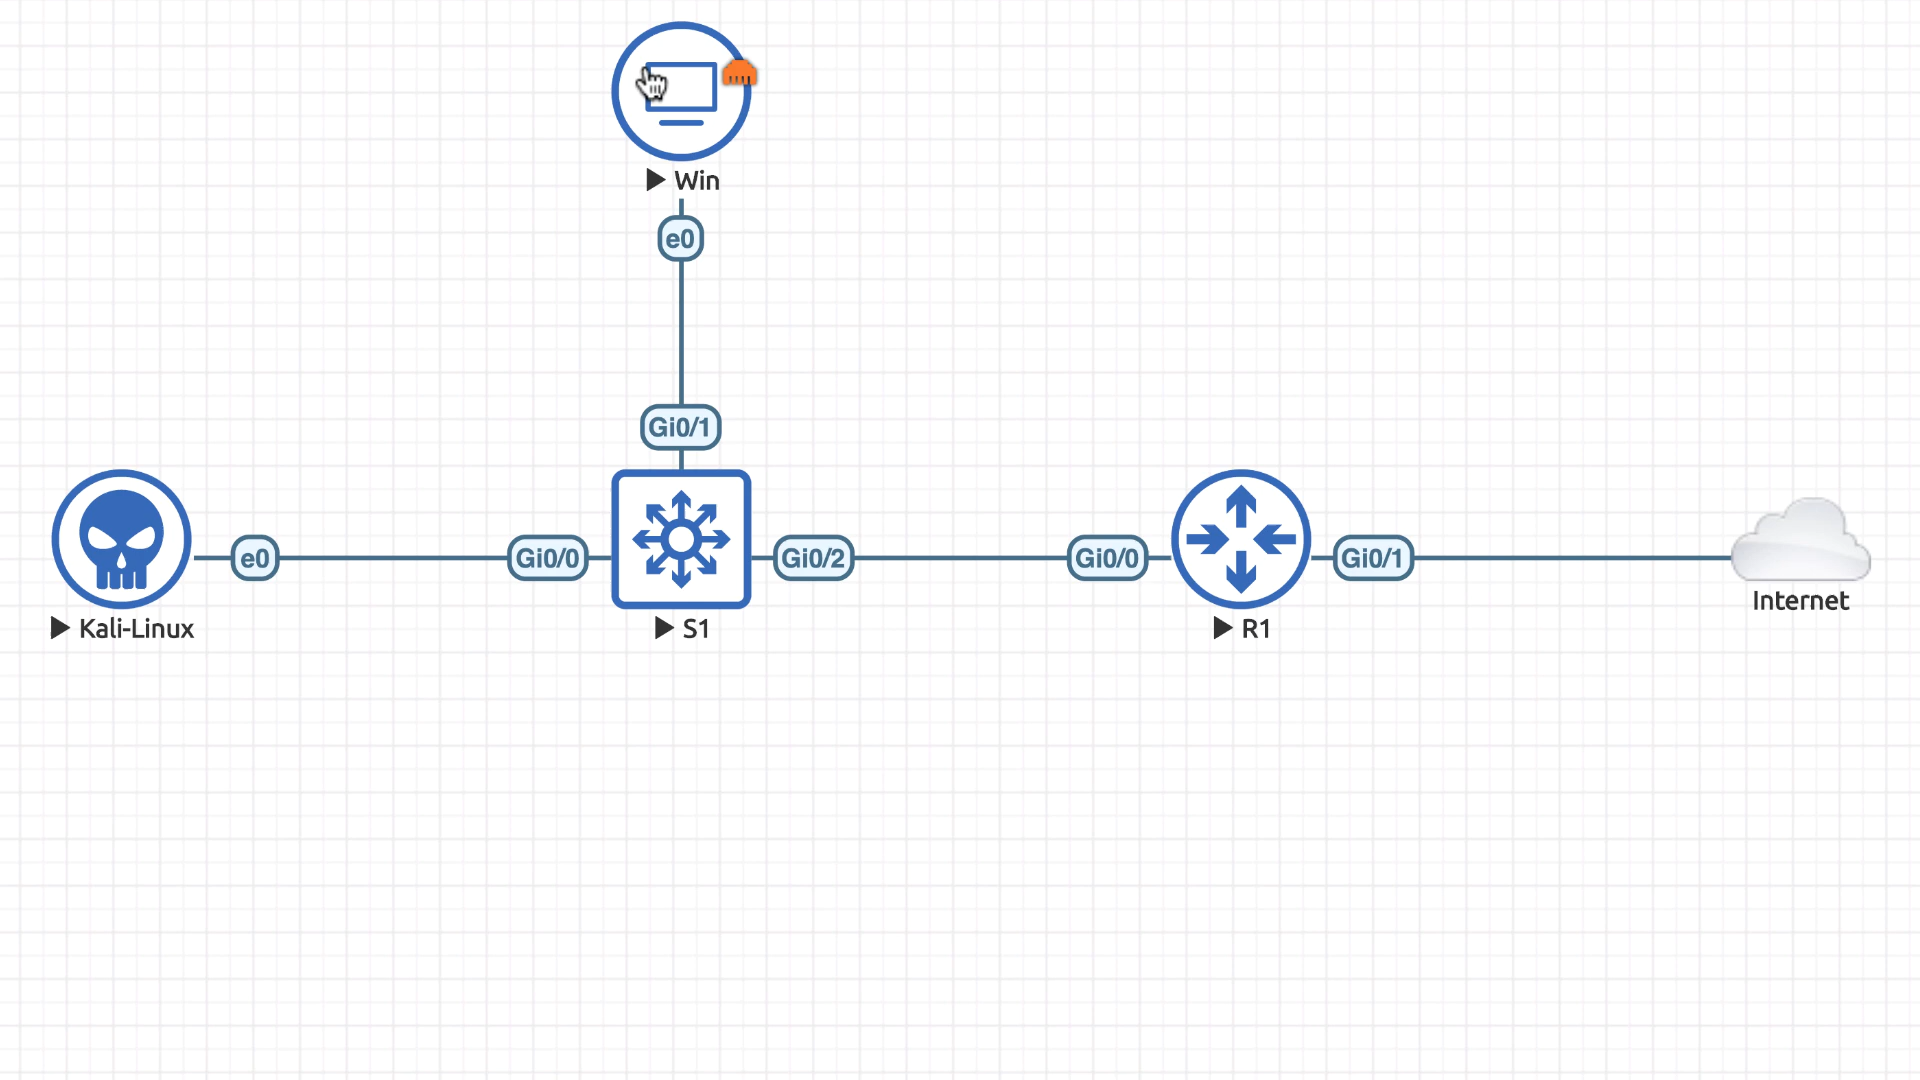 Win
e0
Gi0/1
e0
Gi0/0
Gi0/2
Gi0/0
Gi0/1
Kali-Linux
S1
R1
Internet